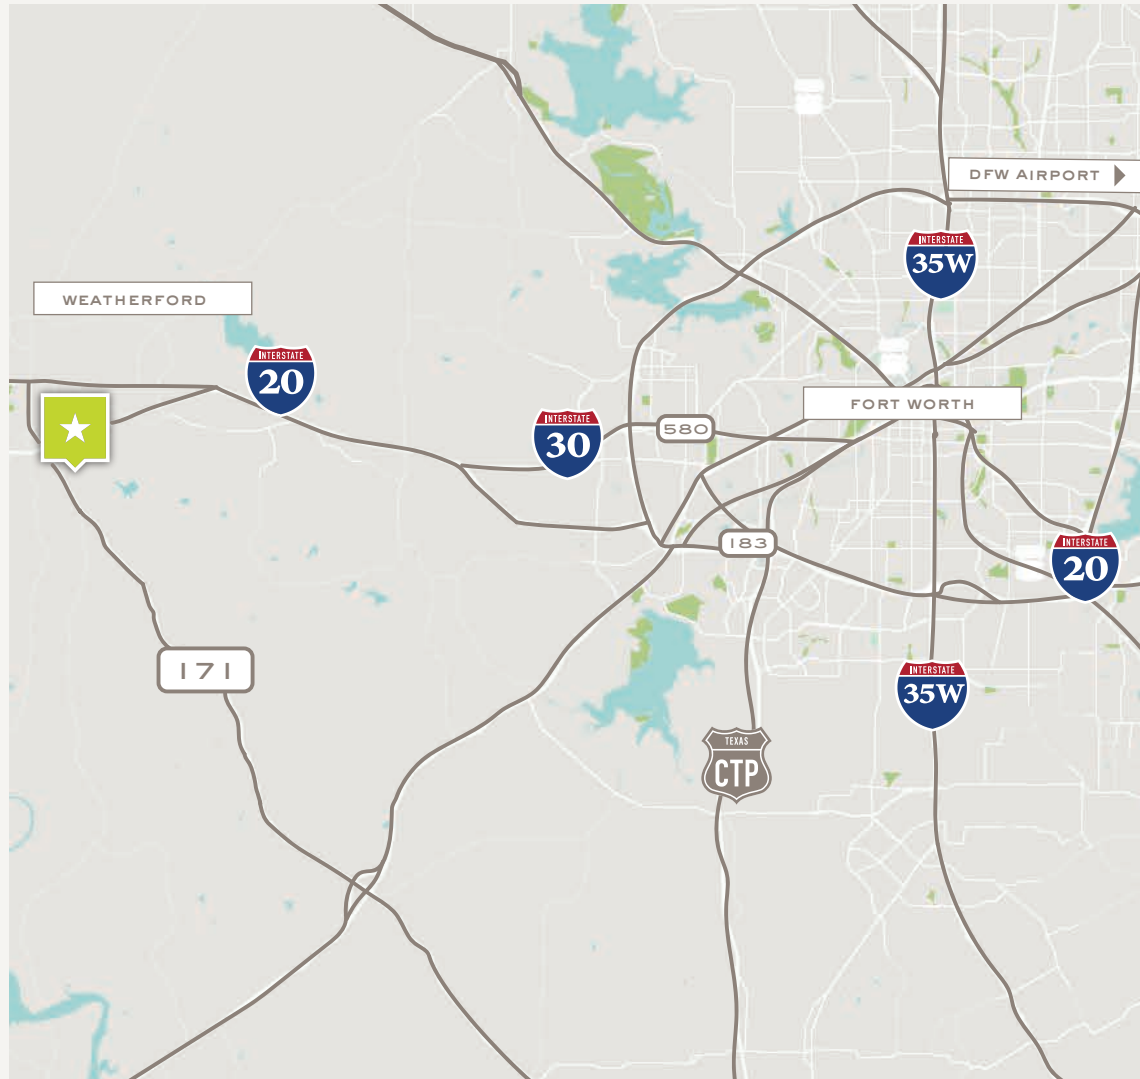 DFW AIRPORT
INTERSTATE
35W
WEATHERFORD
INTERSTATE
20
FORT WORTH
INTERSTATE
30
580
183
INTERSTATE
20
171
INTERSTATE
35W
TEXAS
CTP